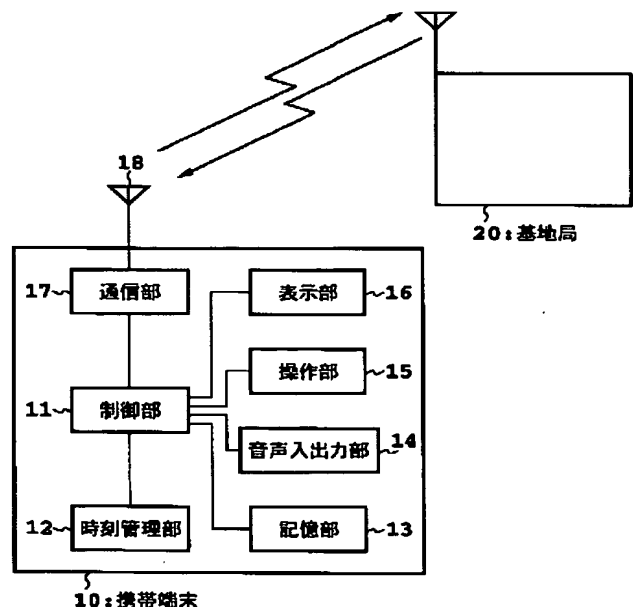 18
20:基地局
17 通信部
表示部 16
操作部 15
11 制御部
音声入出力部 14
12 時刻管理部
記憶部 13
10:携帯端末